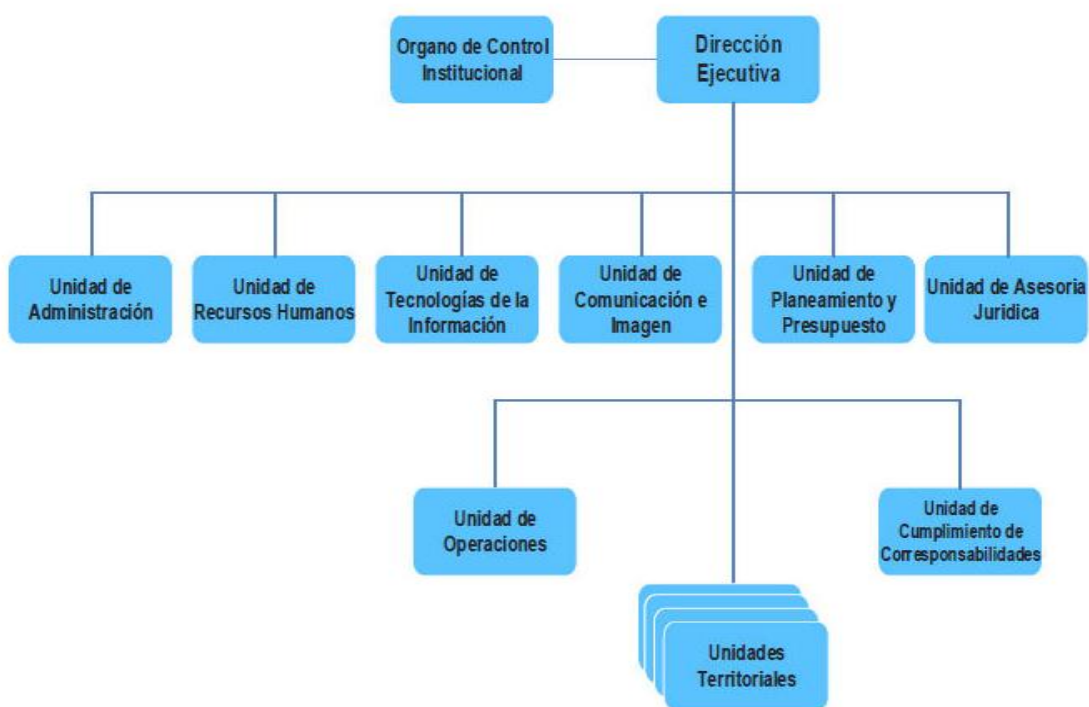 Organo de Control
Institucional
Dirección
Ejecutiva
Unidad de
Administración
Unidad de
Recursos Humanos
Unidad de
Tecnologías de la
Información
Unidad de
Comunicación e
Imagen
Unidad de
Planeamiento y
Presupuesto
Unidad de Asesoria
Juridica
Unidad de
Operaciones
Unidad de
Cumplimiento de
Corresponsabilidades
Unidades
Territoriales